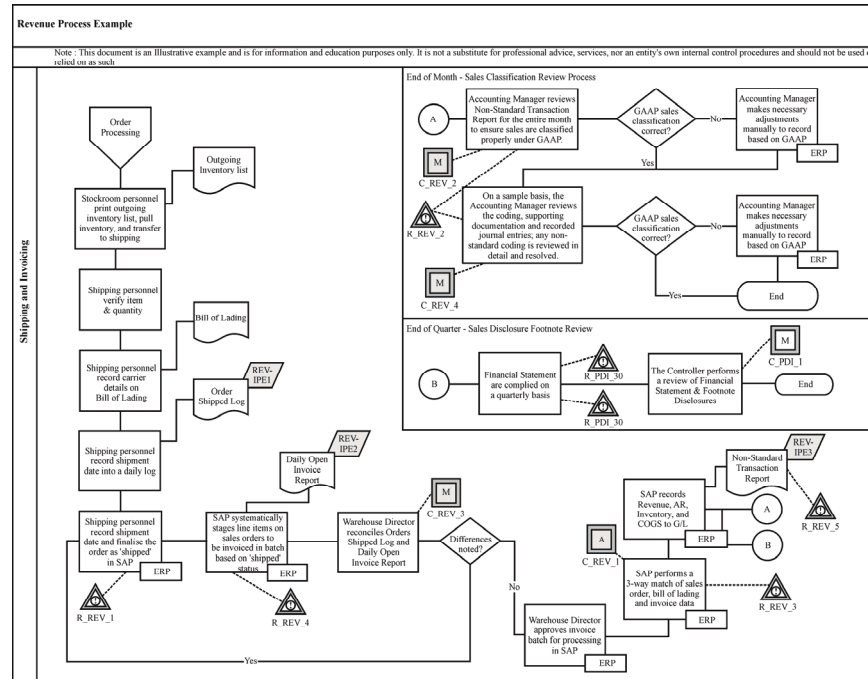 Revenue Process Example
Note : This document is an Illustrative example and is for information and education purposes only. It is not a substitute for professional advice, services, nor an entity's own internal control procedures and should not be used
relied on as such
Shipping and Invoicing
Order
Processing
Outgoing
Inventory list
Stockroom personnel
print outgoing
inventory list, pull
inventory, and transfer
to shipping
Shipping personnel
verify item
& quantity
Bill of Lading
Shipping personnel
record carrier
details on
Bill of Lading
REV-
IPE1
Order
Shipped Log
Shipping personnel
record shipment
date into a daily log
REV-
IPE2
Daily Open
Invoice
Report
Shipping personnel
record shipment
date and finalise the
order as 'shipped'
in SAP
ERP
R_REV_1
SAP systematically
stages line items on
sales orders to
be invoiced in batch
based on 'shipped'
status
ERP
R_REV_4
M
C_REV_3
Warehouse Director
reconciles Orders
Shipped Log and
Daily Open
Invoice Report
Differences
noted?
Yes
No
Warehouse Director
approves invoice
batch for processing
in SAP
ERP
A
C_REV_1
SAP performs a
3-way match of sales
order, bill of lading
and invoice data
ERP
R_REV_3
SAP records
Revenue, AR,
Inventory, and
COGS to G/L
ERP
REV-
IPE3
Non-Standard
Transaction
Report
R_REV_5
A
B
End of Month - Sales Classification Review Process
A
Accounting Manager reviews
Non-Standard Transaction
Report for the entire month
to ensure sales are classified
properly under GAAP.
M
C_REV_2
R_REV_2
GAAP sales
classification
correct?
No
Yes
Accounting Manager
makes necessary
adjustments
manually to record
based on GAAP
ERP
On a sample basis, the
Accounting Manager reviews
the coding, supporting
documentation and recorded
journal entries; any non-
standard coding is reviewed in
detail and resolved.
M
C_REV_4
GAAP sales
classification
correct?
No
Yes
Accounting Manager
makes necessary
adjustments
manually to record
based on GAAP
ERP
End
End of Quarter - Sales Disclosure Footnote Review
B
Financial Statement
are complied on
a quarterly basis
R_PDI_30
R_PDI_30
The Controller performs
a review of Financial
Statement & Footnote
Disclosures
M
C_PDI_1
End